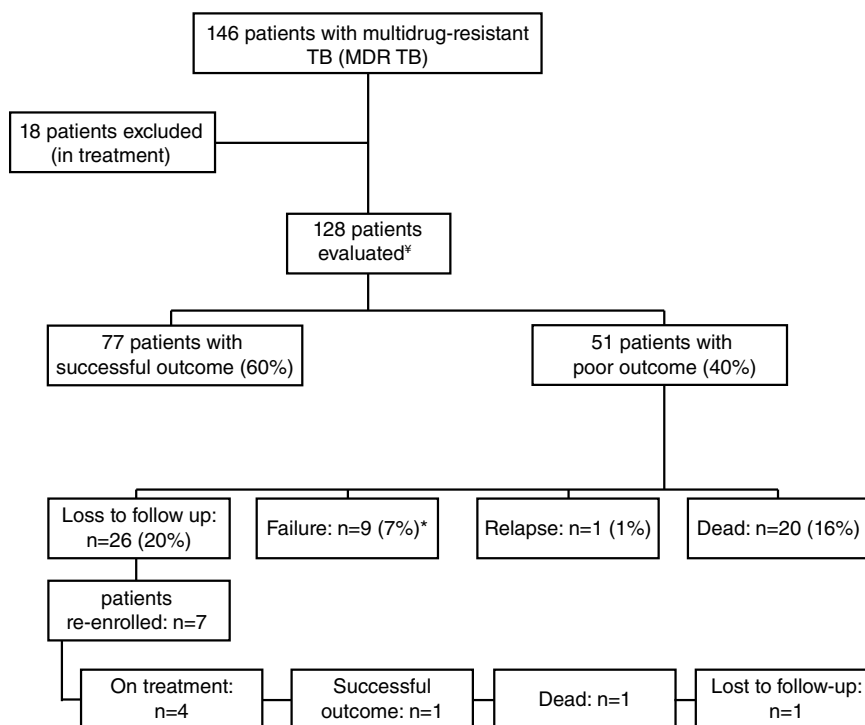 146 patients with multidrug-resistant
TB (MDR TB)
18 patients excluded
(in treatment)
128 patients
evaluated¥
77 patients with
successful outcome (60%)
51 patients with
poor outcome (40%)
Loss to follow up:
n=26 (20%)
Failure: n=9 (7%)*
Relapse: n=1 (1%)
Dead: n=20 (16%)
patients
re-enrolled: n=7
On treatment:
n=4
Successful
outcome: n=1
Dead: n=1
Lost to follow-up:
n=1